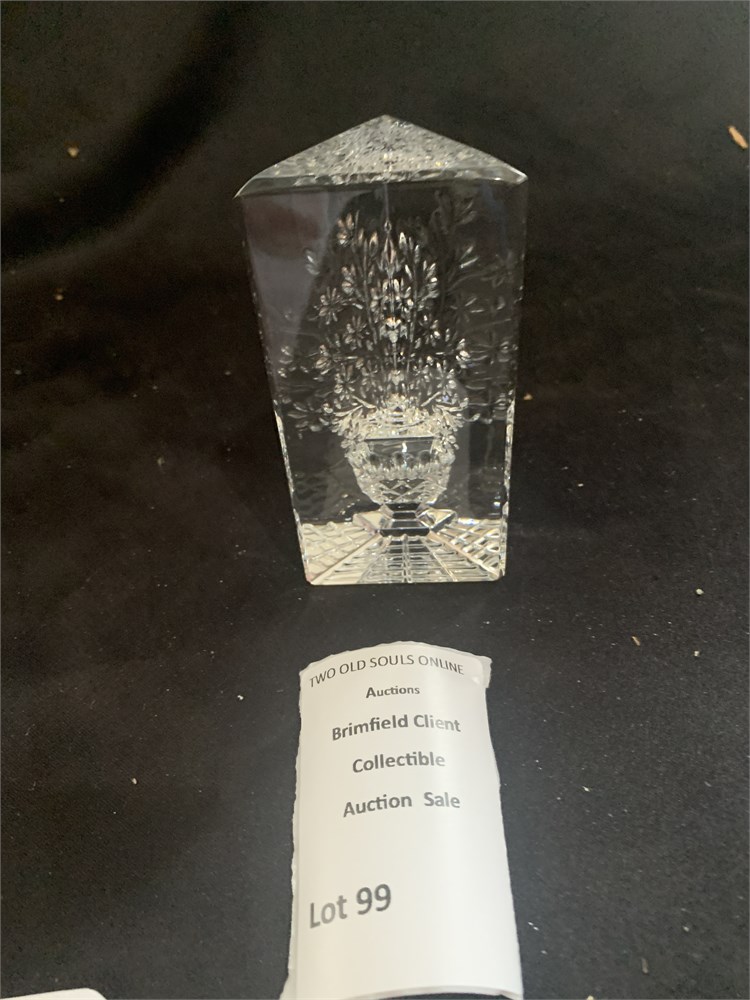 TWO OLD SOULS ONLINE
Auctions
Brimfield Client
Collectible
Auction Sale
Lot 99